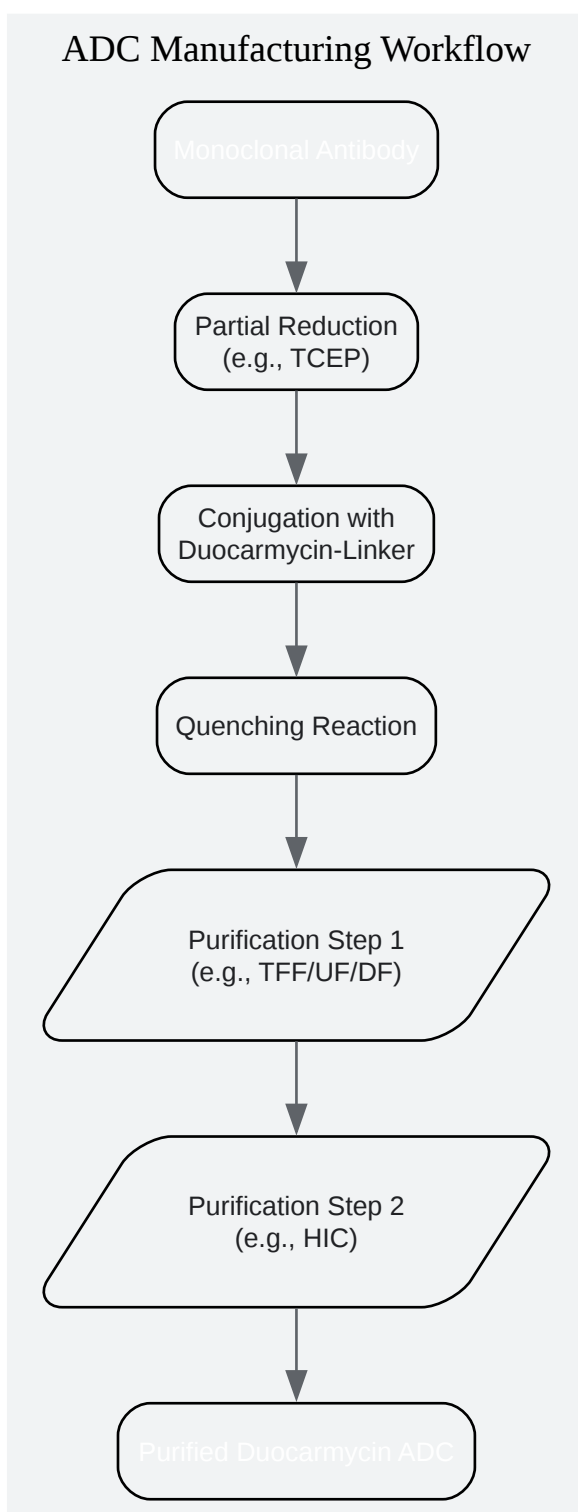 ADC Manufacturing Workflow
Monoclonal Antibody
Partial Reduction
(e.g., TCEP)
Conjugation with
Duocarmycin-Linker
Quenching Reaction
Purification Step 1
(e.g., TFF/UF/DF)
Purification Step 2
(e.g., HIC)
Purified Duocarmycin ADC